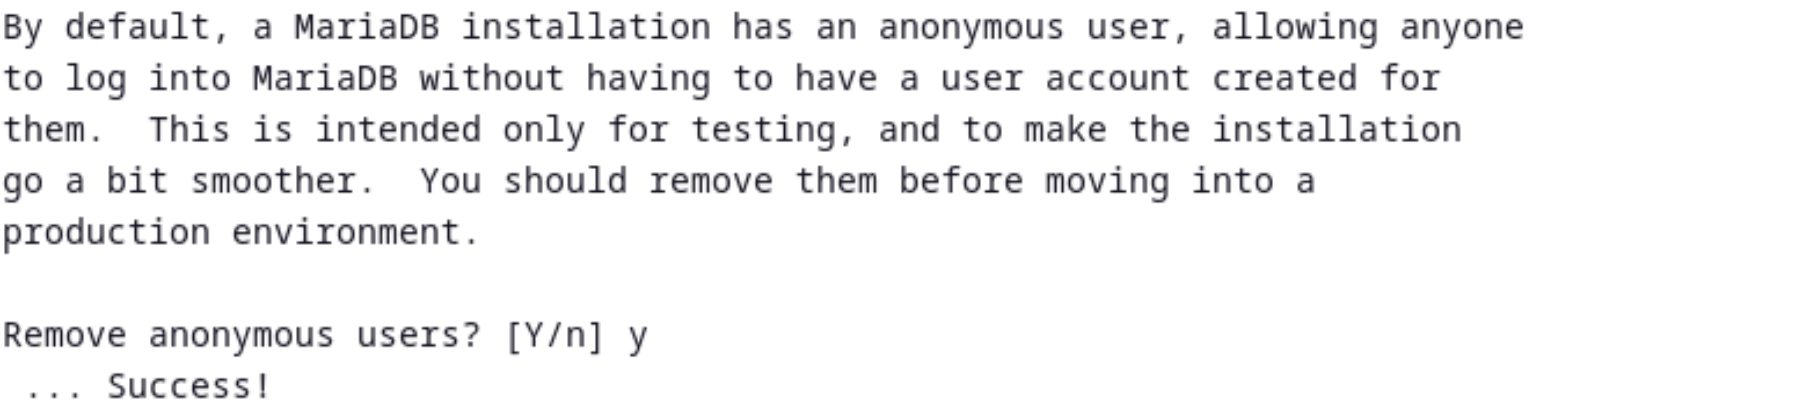 By default, a MariaDB installation has an anonymous user, allowing anyone
to log into MariaDB without having to have a user account created for
them.  This is intended only for testing, and to make the installation
go a bit smoother.  You should remove them before moving into a
production environment.

Remove anonymous users? [Y/n] y
 ... Success!